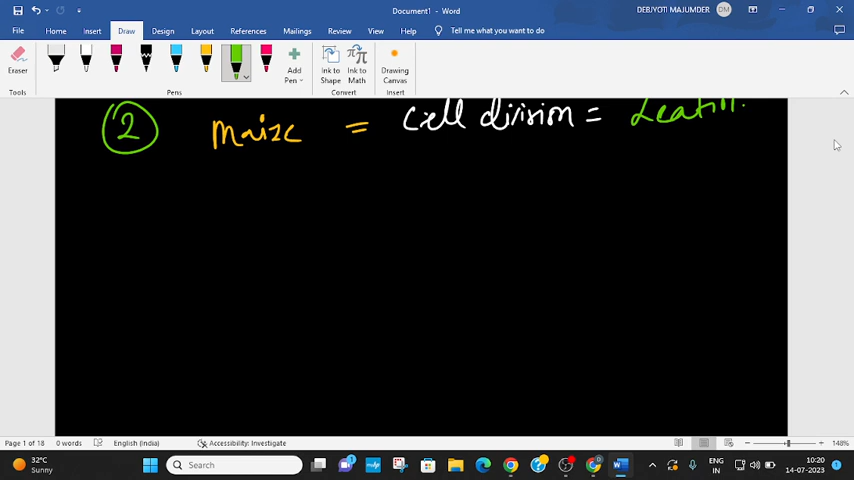 Document1 - Word
DEBJYOTI MAJUMDER DM
File Home Insert Draw Design Layout References Mailings Review View Help Tell me what you want to do
Eraser Add Pen Ink to Shape Ink to Math Drawing Canvas
Tools Pens Convert Insert
2 maize = cell division =
Page 1 of 18 0 words English (India) Accessibility: Investigate 148%
32°C Sunny Search ENG IN 10:20 14-07-2023